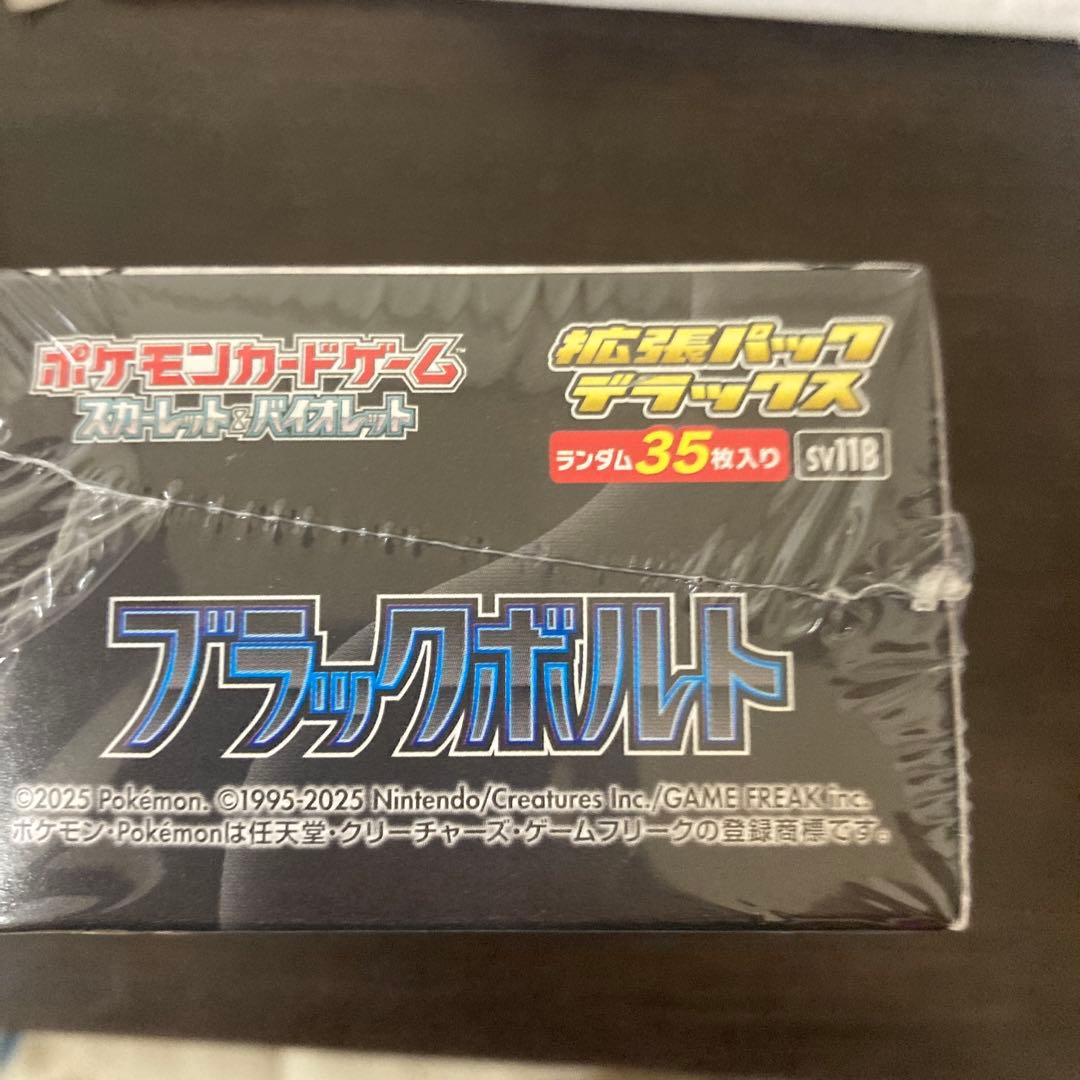 ポケモンカードゲーム™
スカーレット&バイオレット
拡張パック
デラックス
ランダム35枚入り
sv11B
ブラックボルト
©2025 Pokémon. ©1995-2025 Nintendo/Creatures Inc./GAME FREAK inc.
ポケモン・Pokémonは任天堂・クリーチャーズ・ゲームフリークの登録商標です。